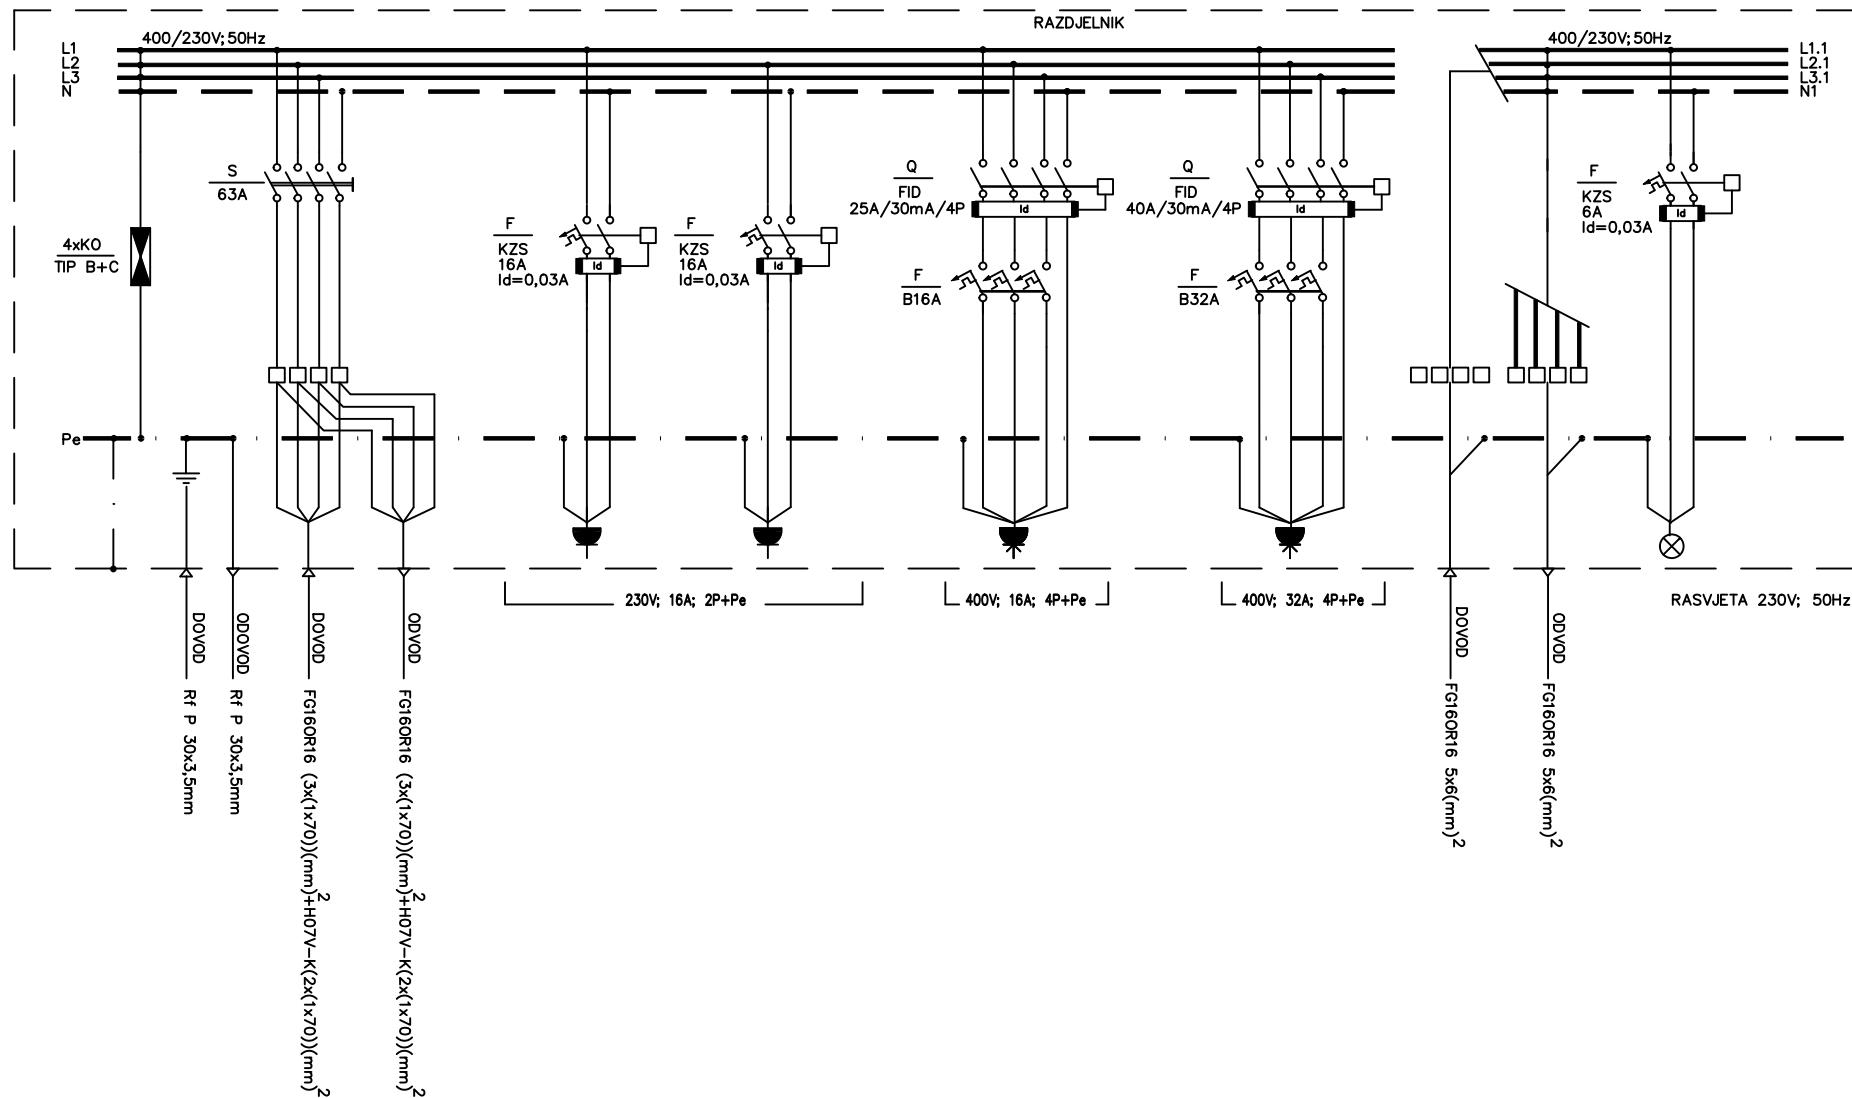 RAZDJELNIK
400/230V;50Hz
L1
L2
L3
N
400/230V;50Hz
L1.1
L2.1
L3.1
N1
S
63A
4xKO
TIP B+C
F
KZS
16A
Id=0,03A
Id
F
KZS
16A
Id=0,03A
Id
Q
FID
25A/30mA/4P
Id
F
B16A
Q
FID
40A/30mA/4P
Id
F
B32A
F
KZS
6A
Id=0,03A
Id
Pe
230V; 16A; 2P+Pe
400V; 16A; 4P+Pe
400V; 32A; 4P+Pe
RASVJETA 230V; 50Hz
DOVOD
Rf P 30x3,5mm
ODOVOD
Rf P 30x3,5mm
DOVOD
FG16OR16 (3x(1x70))(mm)2+H07V-K(2x(1x70))(mm)2
ODVOD
FG16OR16 (3x(1x70))(mm)2+H07V-K(2x(1x70))(mm)2
DOVOD
FG16OR16 5x6(mm)2
ODVOD
FG16OR16 5x6(mm)2